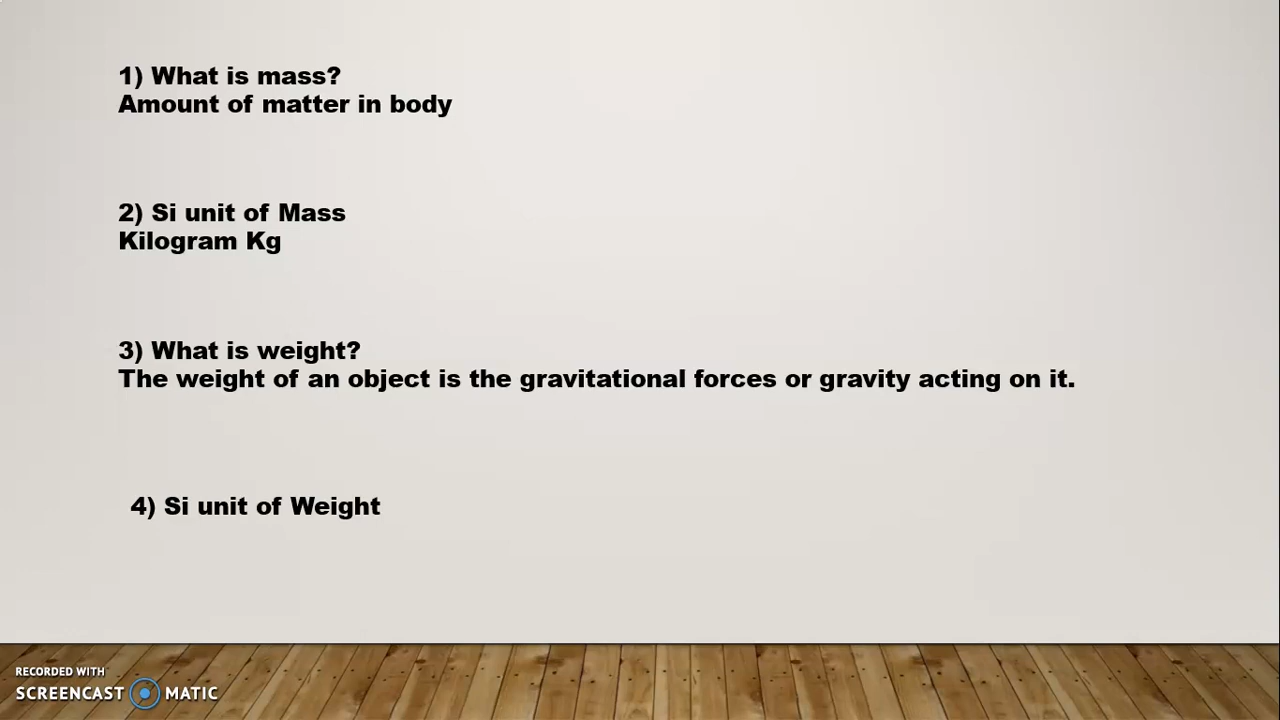 1) What is mass?
Amount of matter in body
2) Si unit of Mass
Kilogram Kg
3) What is weight?
The weight of an object is the gravitational forces or gravity acting on it.
4) Si unit of Weight
RECORDED WITH
SCREENCAST MATIC